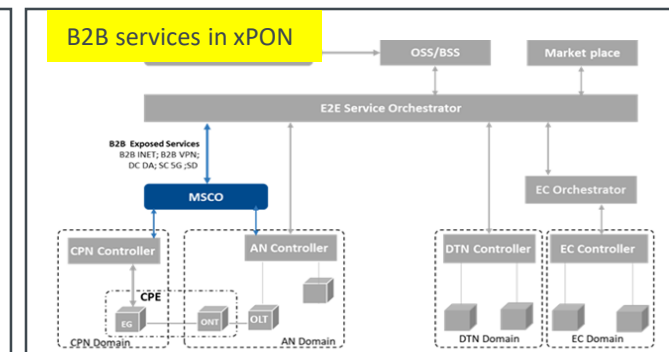 B2B services in xPON
OSS/BSS
Market place
E2E Service Orchestrator
B2B Exposed Services
B2B INET; B2B VPN;
DC DA; SC 5G ;SD
MSCO
EC Orchestrator
CPN Controller
AN Controller
DTN Controller
EC Controller
CPE
EG
ONT
OLT
CPN Domain
AN Domain
DTN Domain
EC Domain